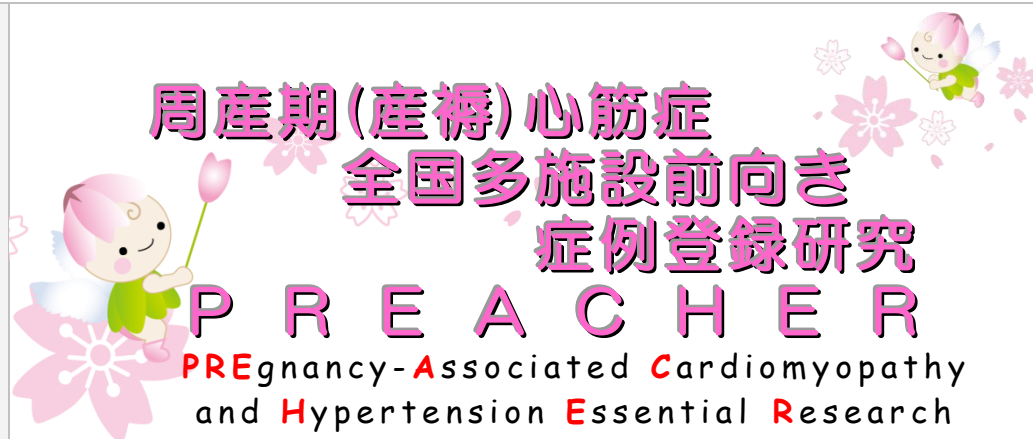 周産期(産褥)心筋症
全国多施設前向き
症例登録研究
ＰＲＥＡＣＨＥＲ
PREgnancy-Associated Cardiomyopathy
and Hypertension Essential Research